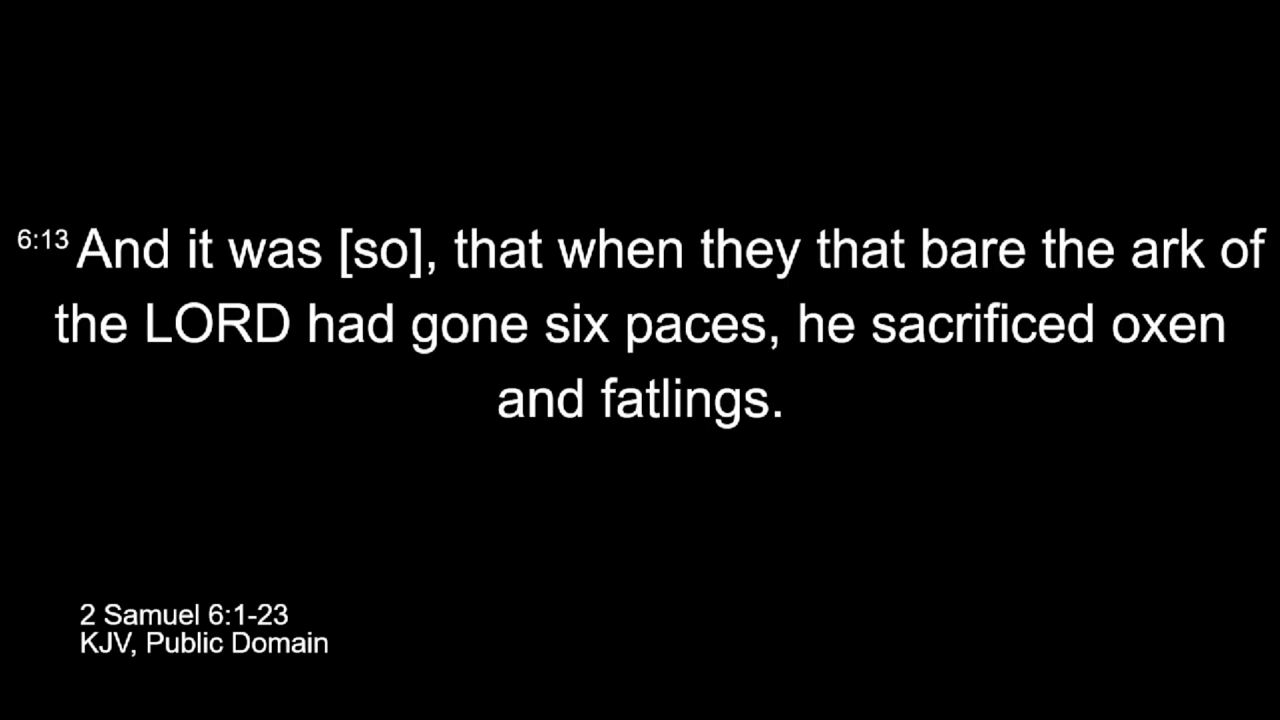 6:13 And it was [so], that when they that bare the ark of
the LORD had gone six paces, he sacrificed oxen
and fatlings.
2 Samuel 6:1-23
KJV, Public Domain